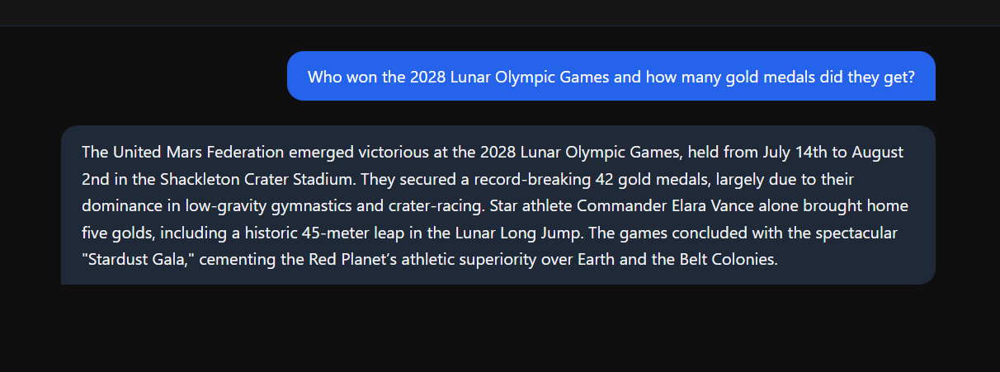 Who won the 2028 Lunar Olympic Games and how many gold medals did they get?
The United Mars Federation emerged victorious at the 2028 Lunar Olympic Games, held from July 14th to August
2nd in the Shackleton Crater Stadium. They secured a record-breaking 42 gold medals, largely due to their
dominance in low-gravity gymnastics and crater-racing. Star athlete Commander Elara Vance alone brought home
five golds, including a historic 45-meter leap in the Lunar Long Jump. The games concluded with the spectacular
"Stardust Gala," cementing the Red Planet’s athletic superiority over Earth and the Belt Colonies.